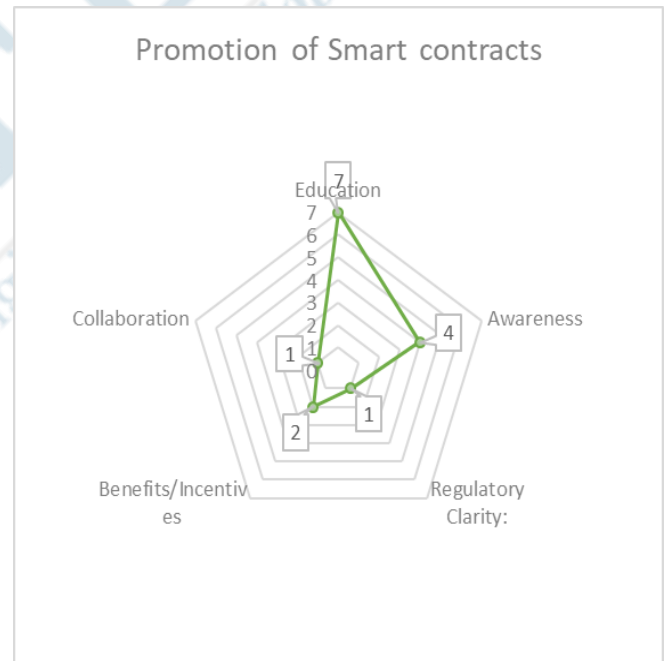 Promotion of Smart contracts
7
Education
7
6
5
4
3
2
1
0
Collaboration
Awareness
4
1
1
2
Benefits/Incentiv
es
Regulatory
Clarity: